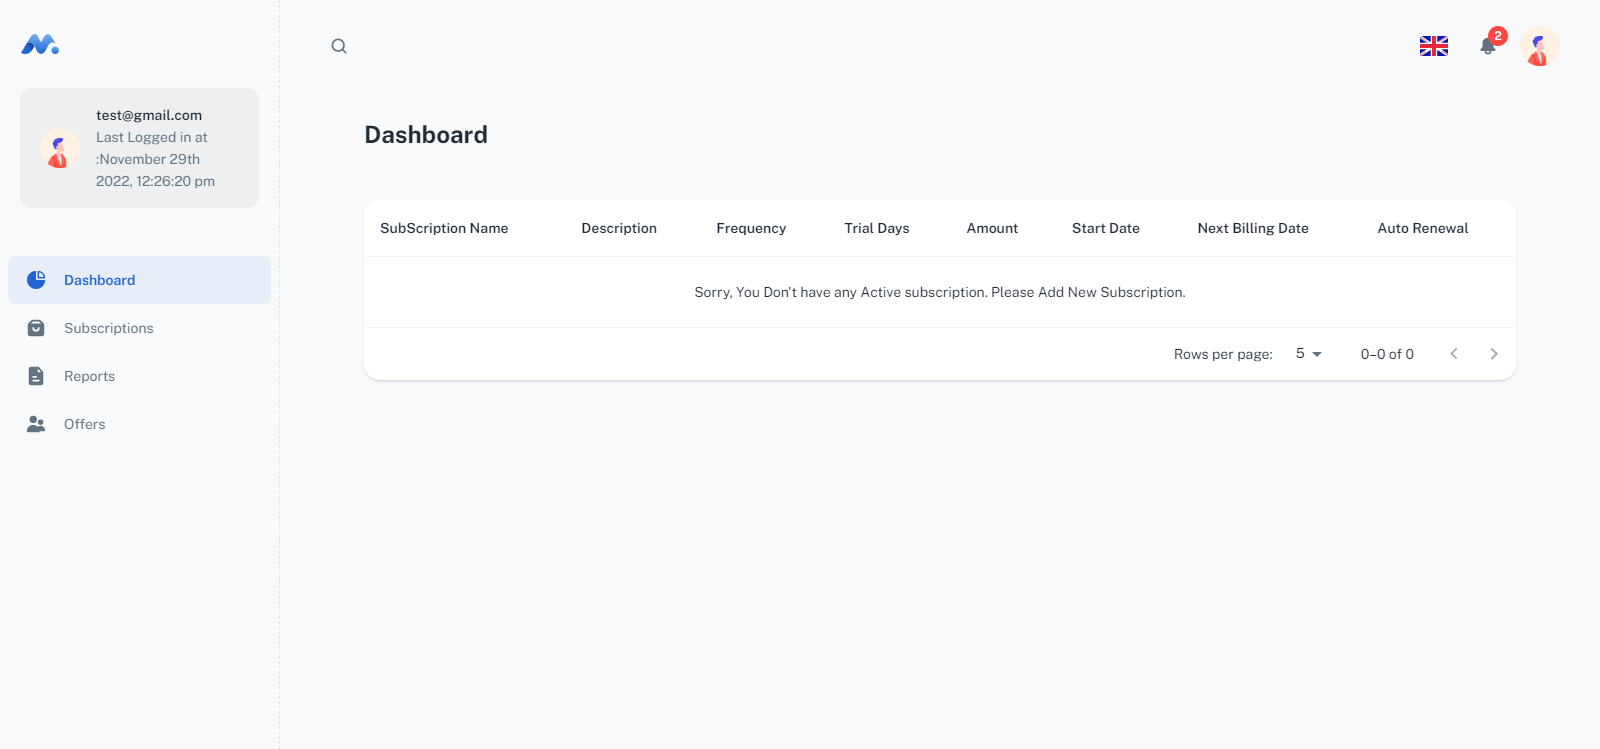 test@gmail.com
Last Logged in at
:November 29th
2022, 12:26:20 pm
Dashboard
Subscriptions
Reports
Offers
2
Dashboard
SubScription Name Description Frequency Trial Days Amount Start Date Next Billing Date Auto Renewal
Sorry, You Don't have any Active subscription. Please Add New Subscription.
Rows per page: 5 0–0 of 0